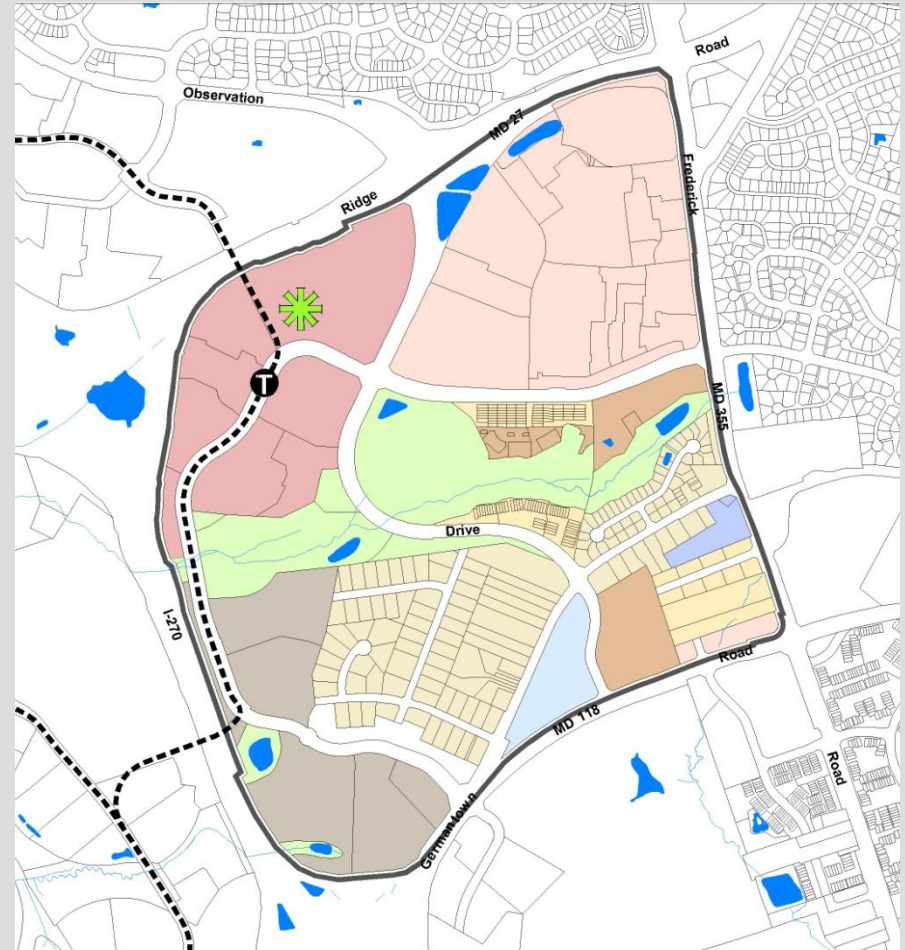 Road
Observation
MD 27
Frederick
Ridge
T
MD 355
Drive
I-270
Road
MD 118
Road
Germantown